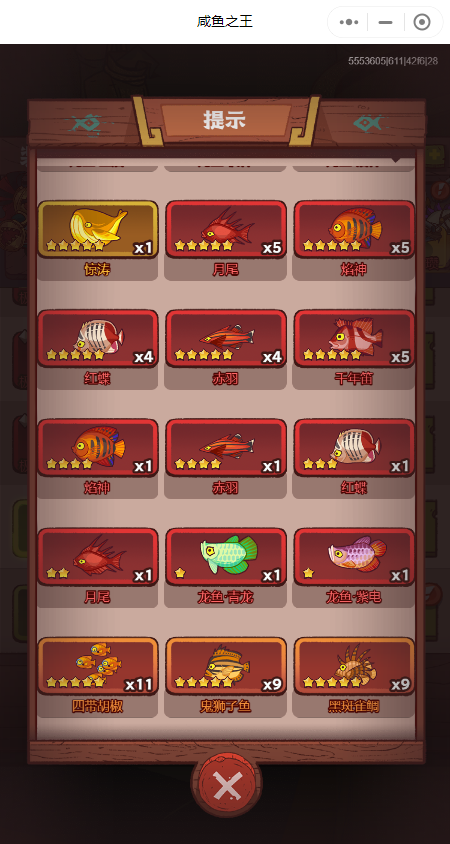 咸鱼之王
5553605|611|42f6|28
提示
x1 x5 x5
惊涛 月尾 焰神
x4 x4 x5
红蝶 赤羽 千年笛
x1 x1 x1
焰神 赤羽 红蝶
x1 x1 x1
月尾 龙鱼·青龙 龙鱼·紫电
x11 x9 x9
四带胡椒 鬼狮子鱼 黑斑雀鲷